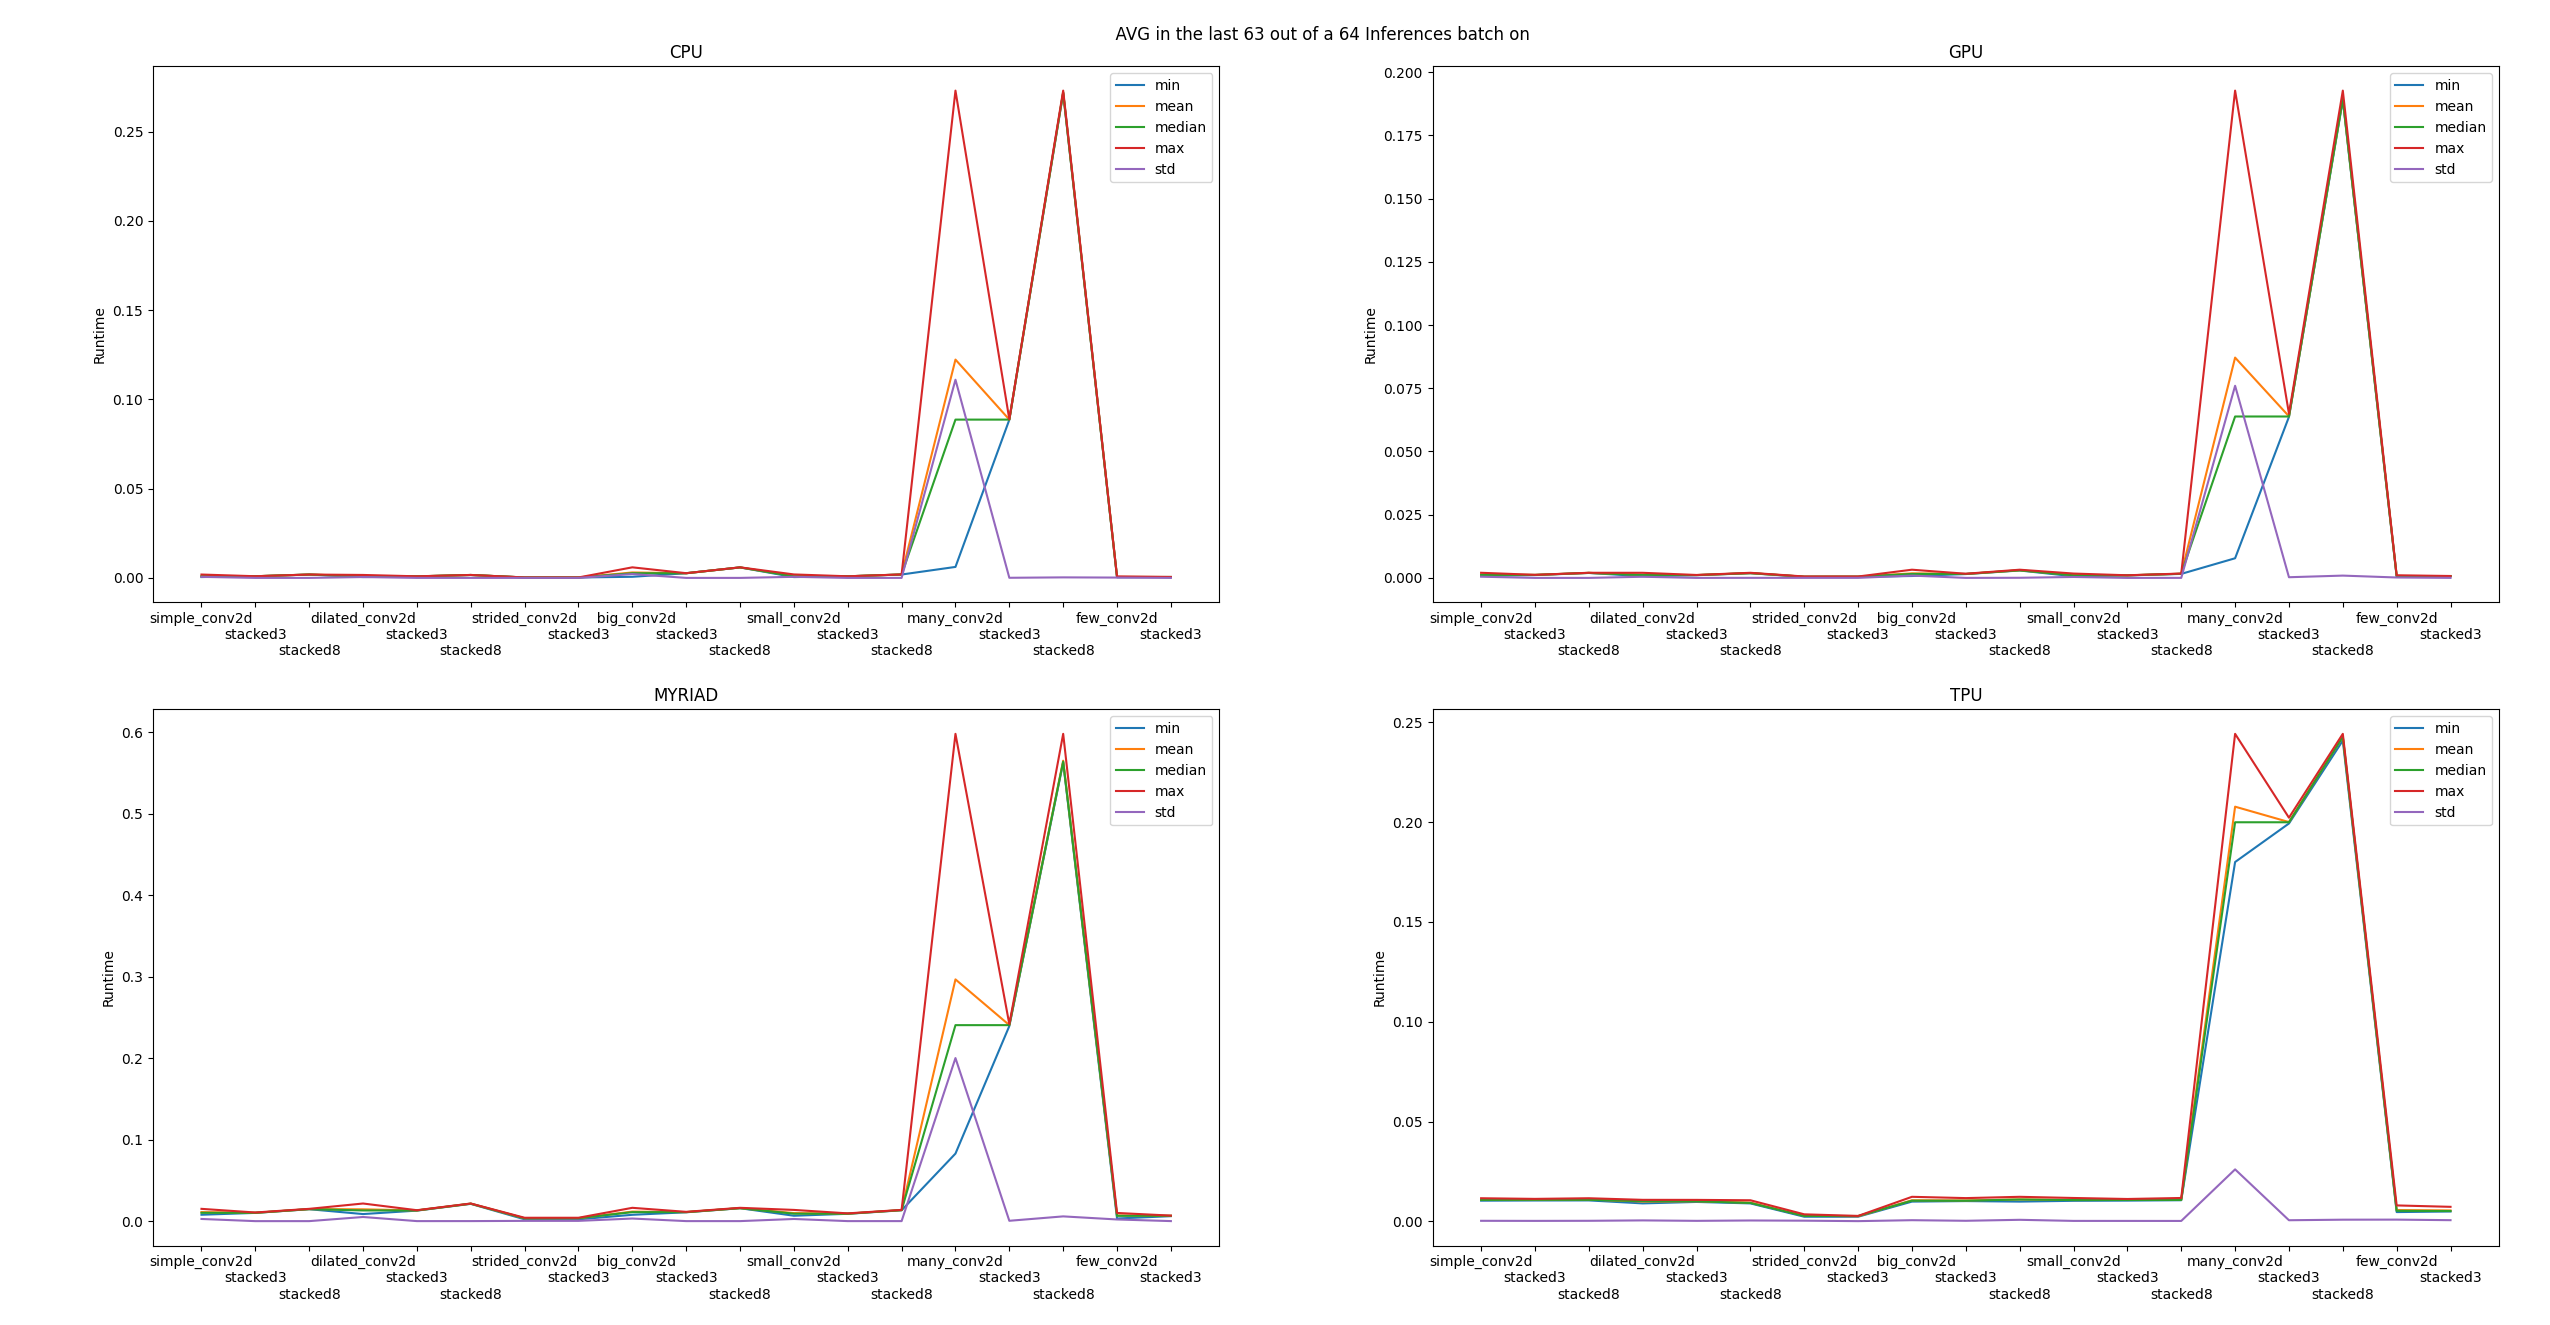 AVG in the last 63 out of a 64 Inferences batch on
CPU
Runtime
0.25
0.20
0.15
0.10
0.05
0.00
min
mean
median
max
std
simple_conv2d dilated_conv2d strided_conv2d big_conv2d small_conv2d many_conv2d few_conv2d
stacked3 stacked3 stacked3 stacked3 stacked3 stacked3 stacked3
stacked8 stacked8 stacked8 stacked8 stacked8
GPU
Runtime
0.200
0.175
0.150
0.125
0.100
0.075
0.050
0.025
0.000
min
mean
median
max
std
simple_conv2d dilated_conv2d strided_conv2d big_conv2d small_conv2d many_conv2d few_conv2d
stacked3 stacked3 stacked3 stacked3 stacked3 stacked3 stacked3
stacked8 stacked8 stacked8 stacked8 stacked8
MYRIAD
Runtime
0.6
0.5
0.4
0.3
0.2
0.1
0.0
min
mean
median
max
std
simple_conv2d dilated_conv2d strided_conv2d big_conv2d small_conv2d many_conv2d few_conv2d
stacked3 stacked3 stacked3 stacked3 stacked3 stacked3 stacked3
stacked8 stacked8 stacked8 stacked8 stacked8
TPU
Runtime
0.25
0.20
0.15
0.10
0.05
0.00
min
mean
median
max
std
simple_conv2d dilated_conv2d strided_conv2d big_conv2d small_conv2d many_conv2d few_conv2d
stacked3 stacked3 stacked3 stacked3 stacked3 stacked3 stacked3
stacked8 stacked8 stacked8 stacked8 stacked8